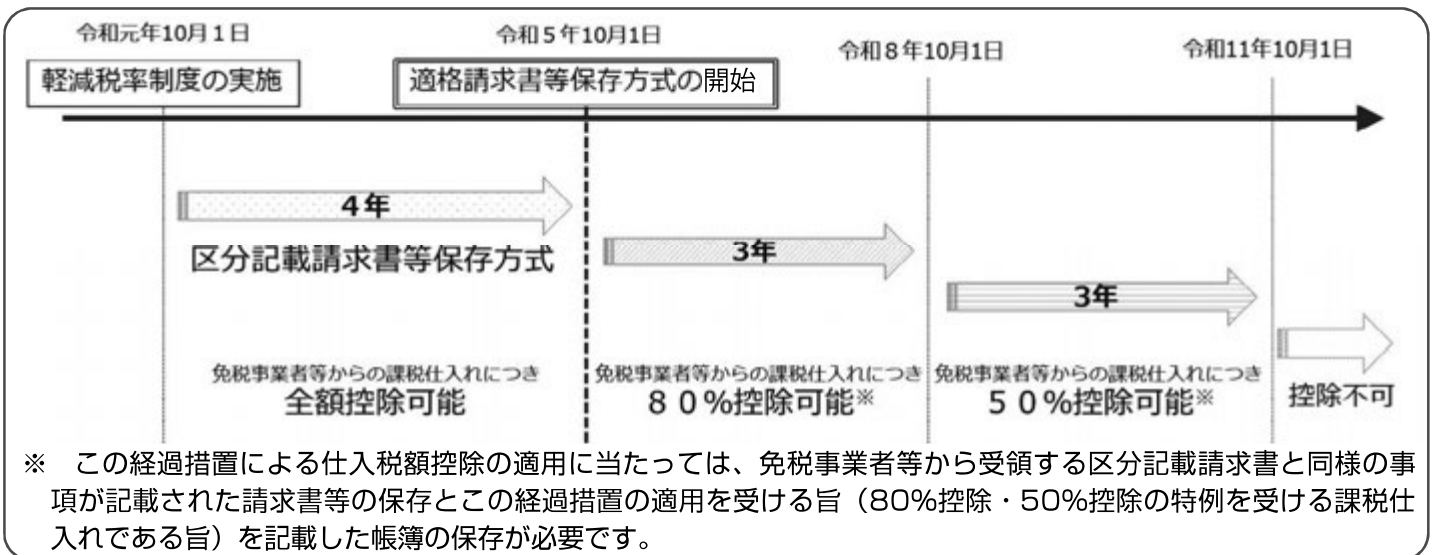 令和元年10月1日
令和5年10月1日
令和8年10月1日
令和11年10月1日
軽減税率制度の実施
適格請求書等保存方式の開始
4年
区分記載請求書等保存方式
3年
3年
免税事業者等からの課税仕入れにつき
全額控除可能
免税事業者等からの課税仕入れにつき
80%控除可能※
免税事業者等からの課税仕入れにつき
50%控除可能※
控除不可
※ この経過措置による仕入税額控除の適用に当たっては、免税事業者等から受領する区分記載請求書と同様の事
項が記載された請求書等の保存とこの経過措置の適用を受ける旨（80%控除・50%控除の特例を受ける課税仕
入れである旨）を記載した帳簿の保存が必要です。